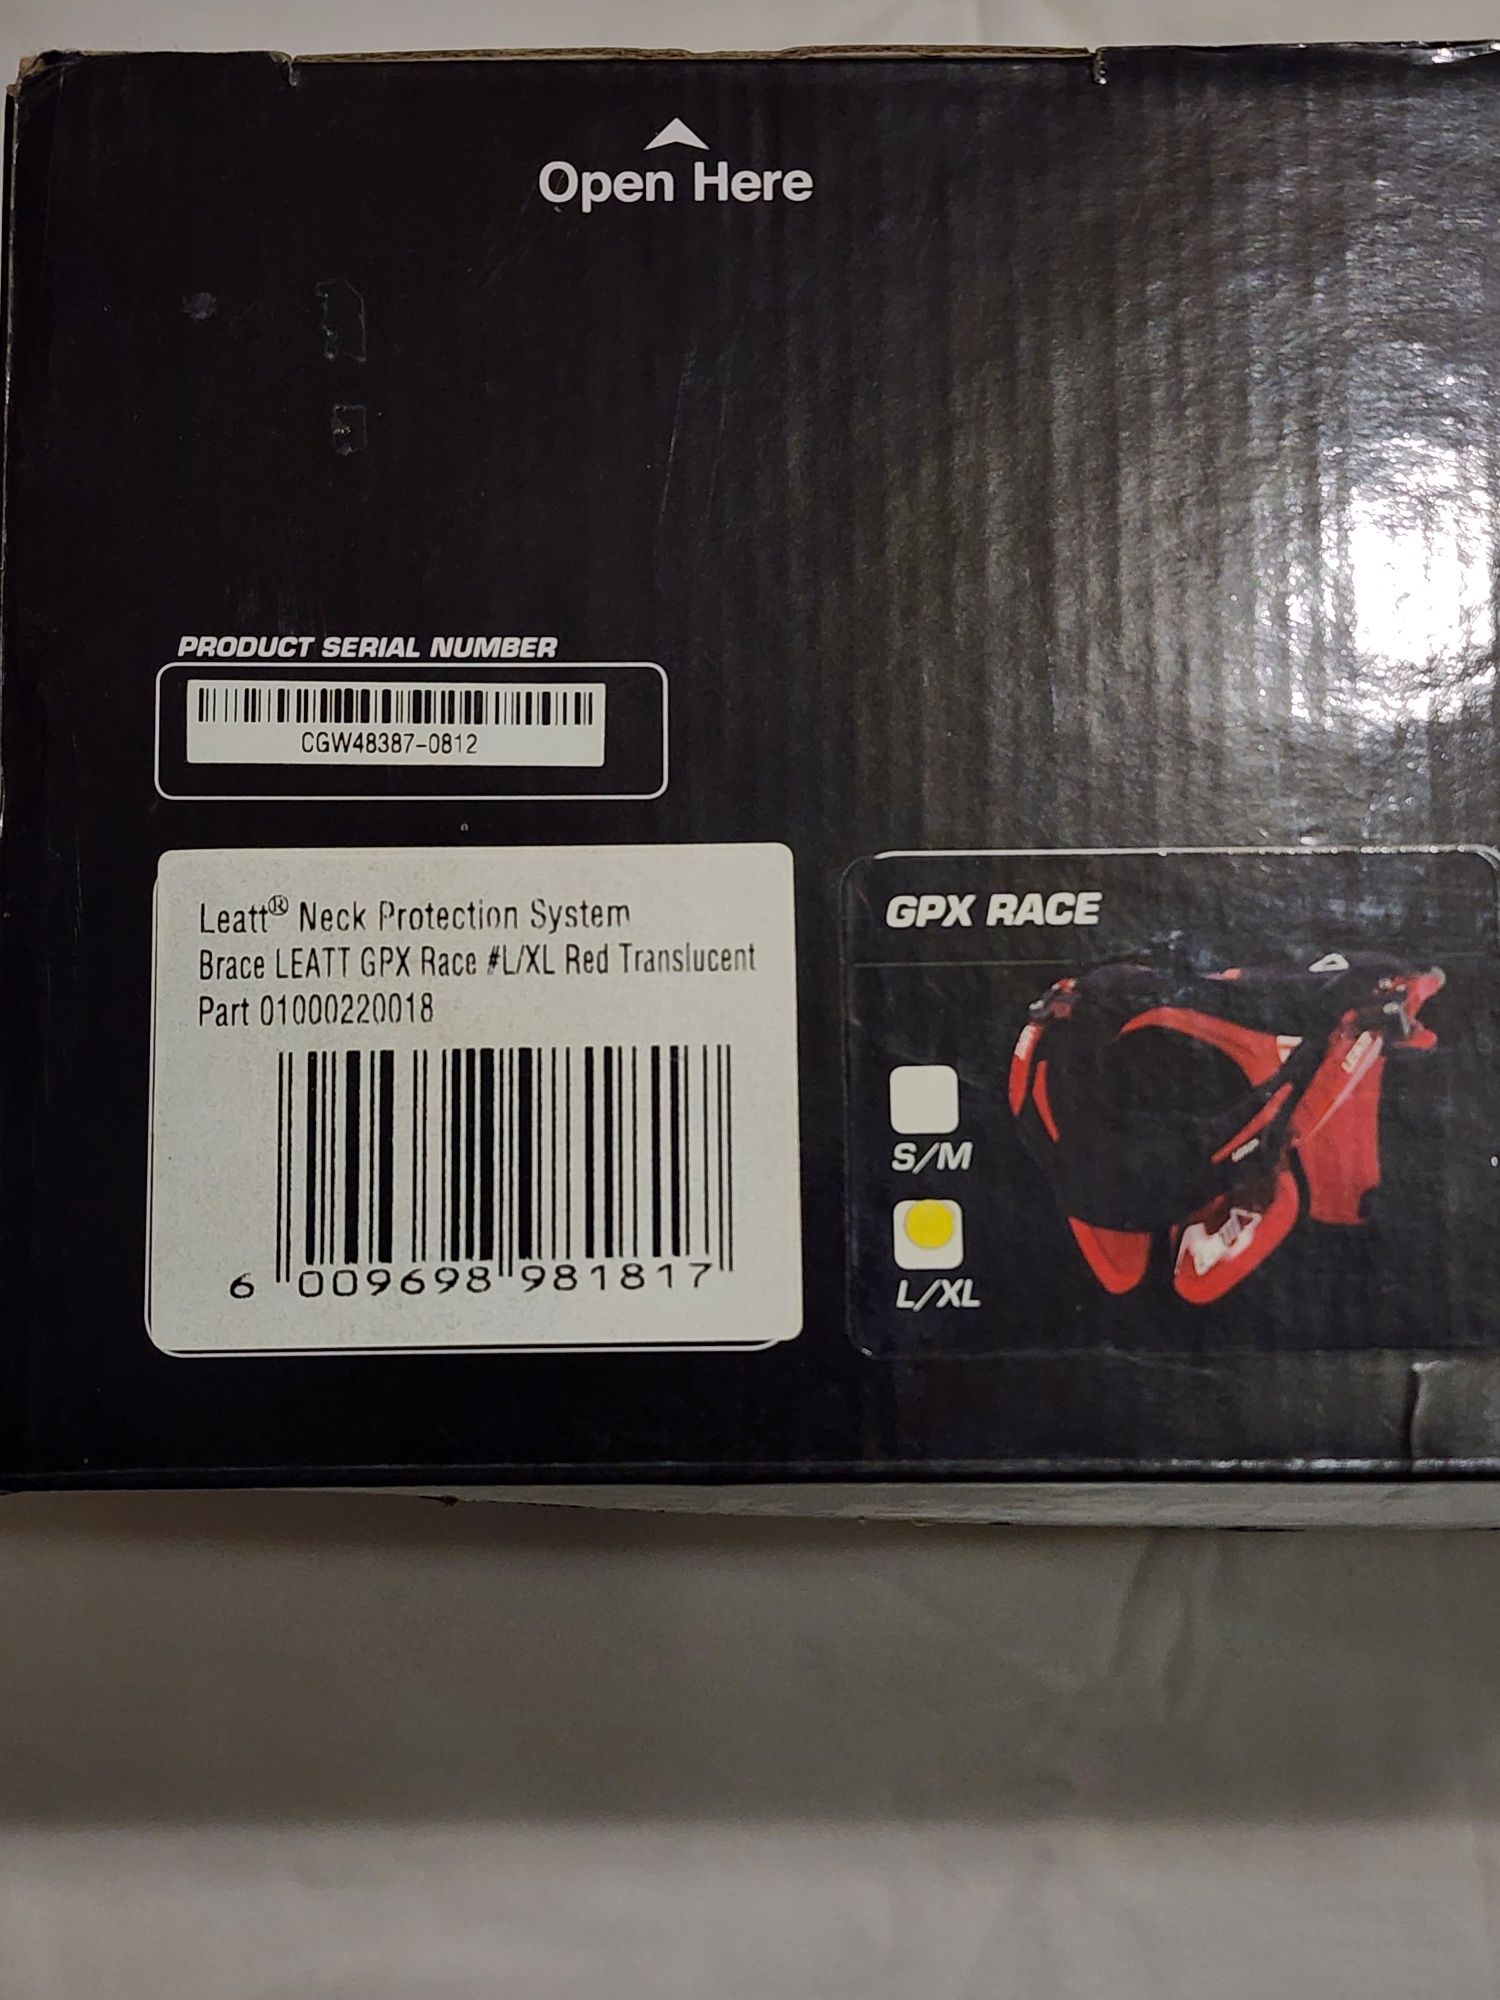 Open Here
PRODUCT SERIAL NUMBER
CGW48387-0812
Leatt® Neck Protection System
Brace LEATT GPX Race #L/XL Red Translucent
Part 01000220018
6 009698 981817
GPX RACE
S/M
L/XL